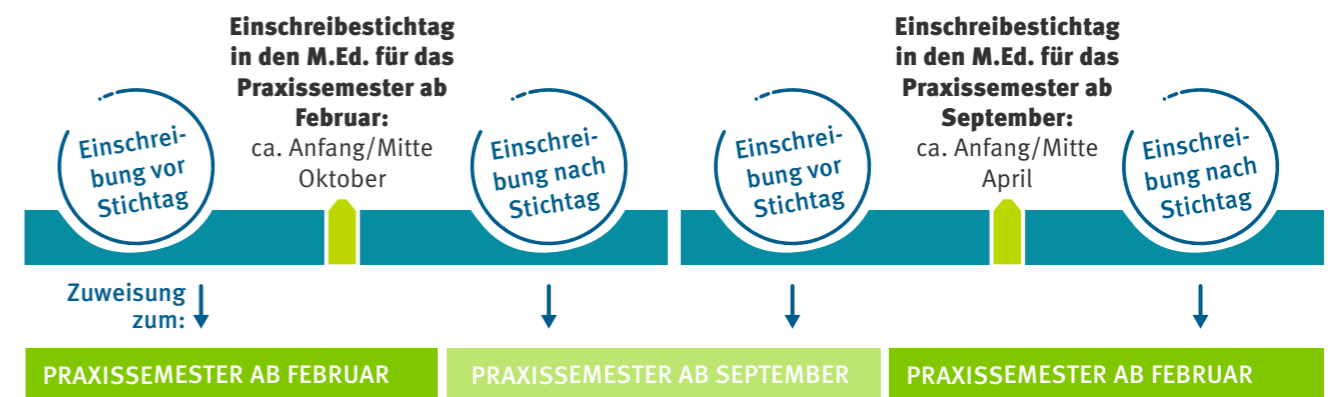 Einschreibestichtag
in den M.Ed. für das
Praxissemester ab
Februar:
ca. Anfang/Mitte
Oktober
Einschreibestichtag
in den M.Ed. für das
Praxissemester ab
September:
ca. Anfang/Mitte
April
Einschrei-
bung vor
Stichtag
Einschrei-
bung nach
Stichtag
Einschrei-
bung vor
Stichtag
Einschrei-
bung nach
Stichtag
Zuweisung
zum:
PRAXISSEMESTER AB FEBRUAR
PRAXISSEMESTER AB SEPTEMBER
PRAXISSEMESTER AB FEBRUAR